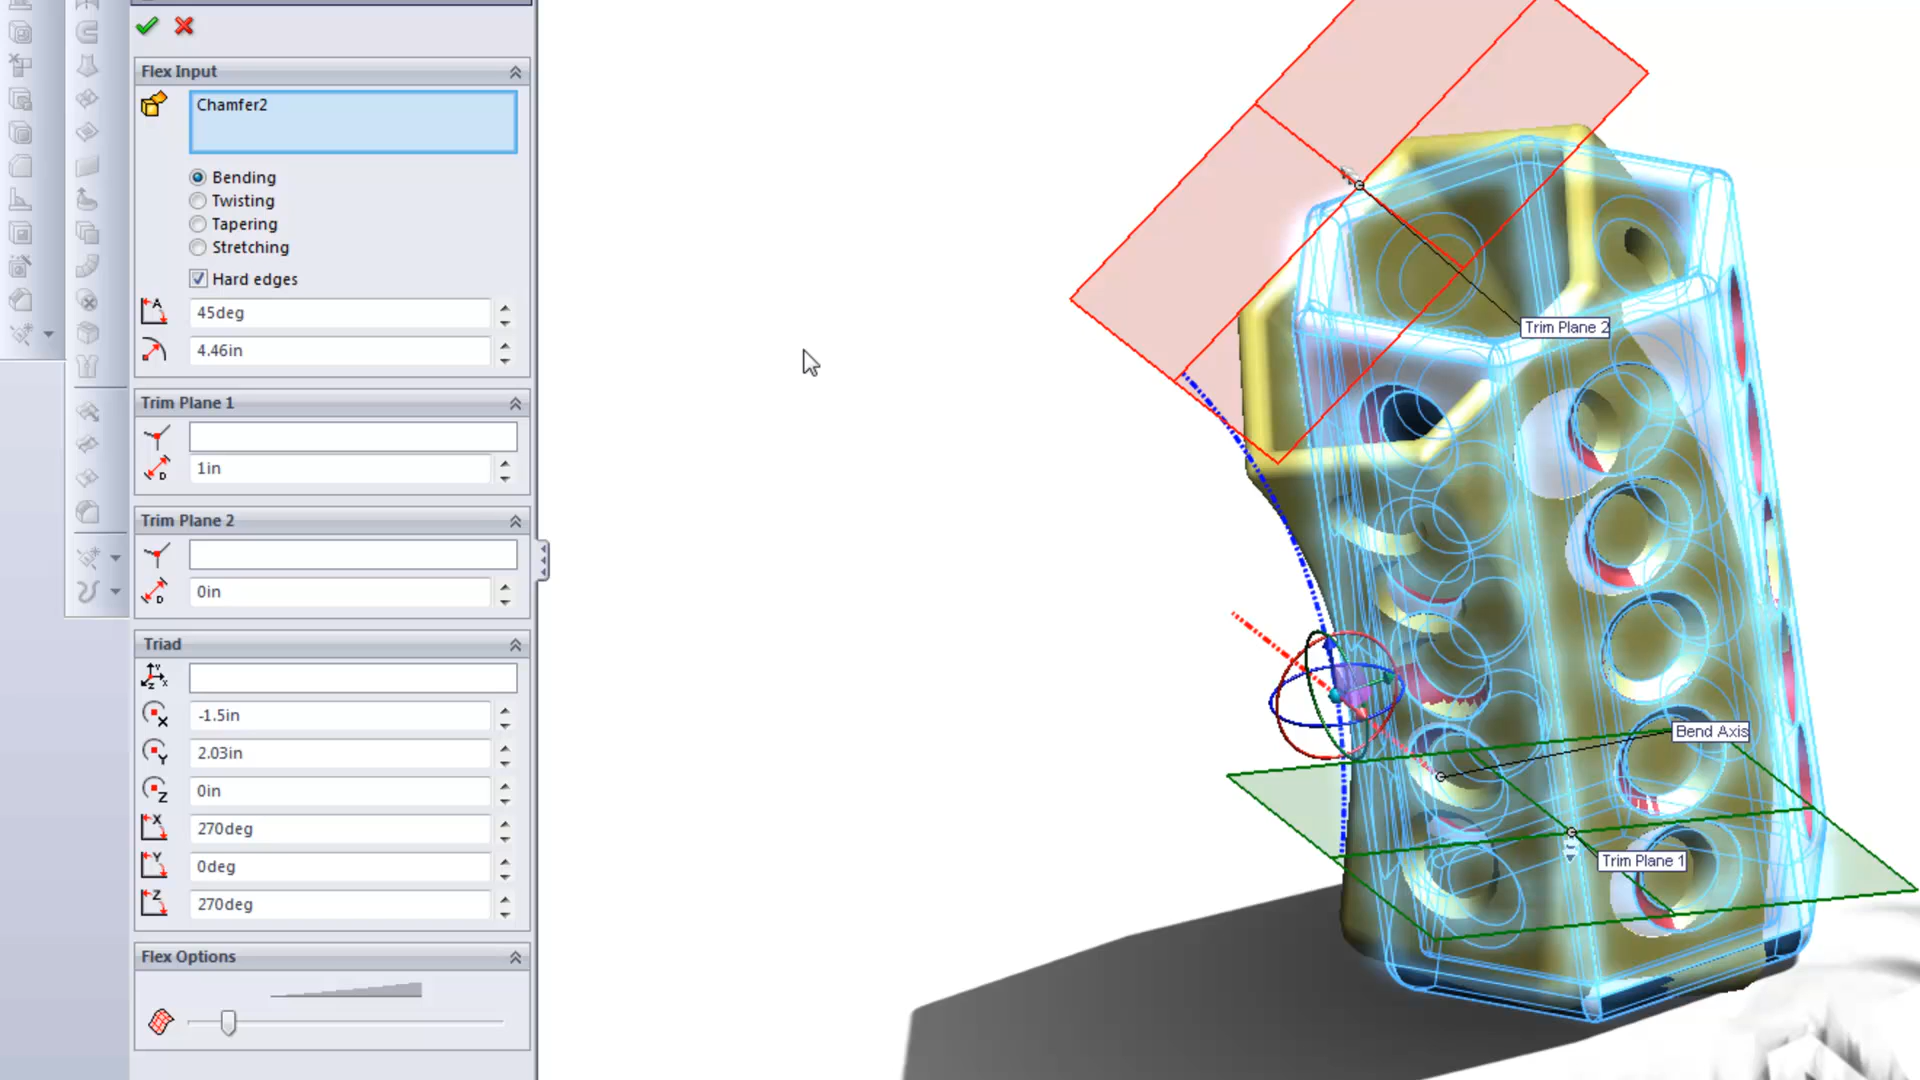 Flex Input
Chamfer2
Bending
Twisting
Tapering
Stretching
Hard edges
A
45deg
4.46in
Trim Plane 1
D
1in
Trim Plane 2
D
0in
Triad
Y
Z X
X
-1.5in
Y
2.03in
Z
0in
X
270deg
Y
0deg
Z
270deg
Flex Options
Trim Plane 2
Bend Axis
Trim Plane 1